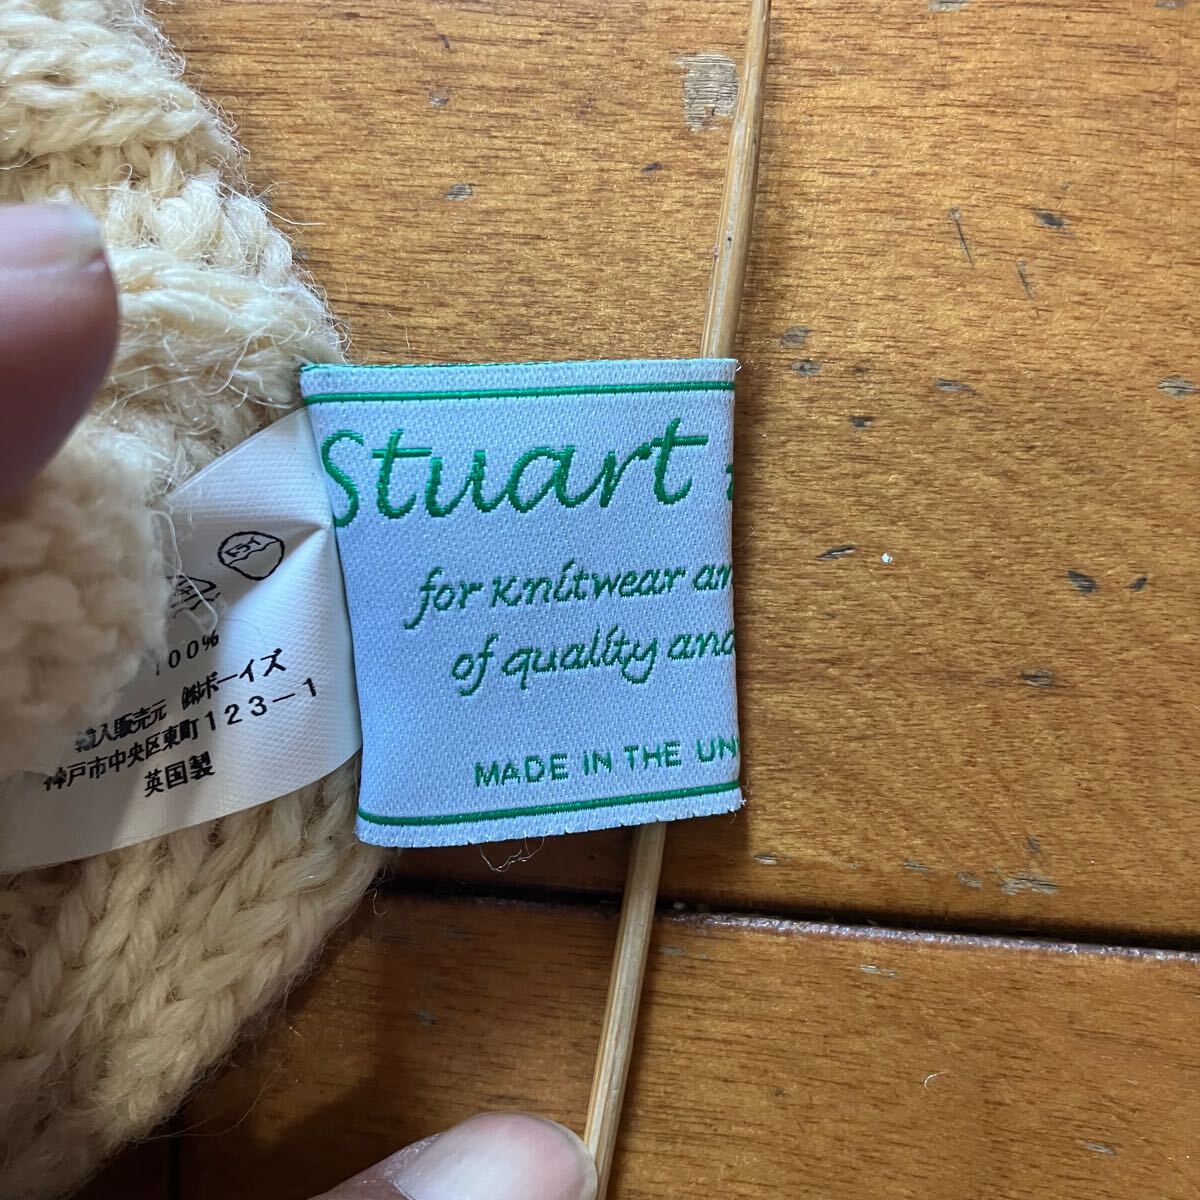 Stuart
for knitwear an
of quality and
MADE IN THE UN
100%
輸入販売元 ㈱ボーイズ
神戸市中央区東町123-1
英国製